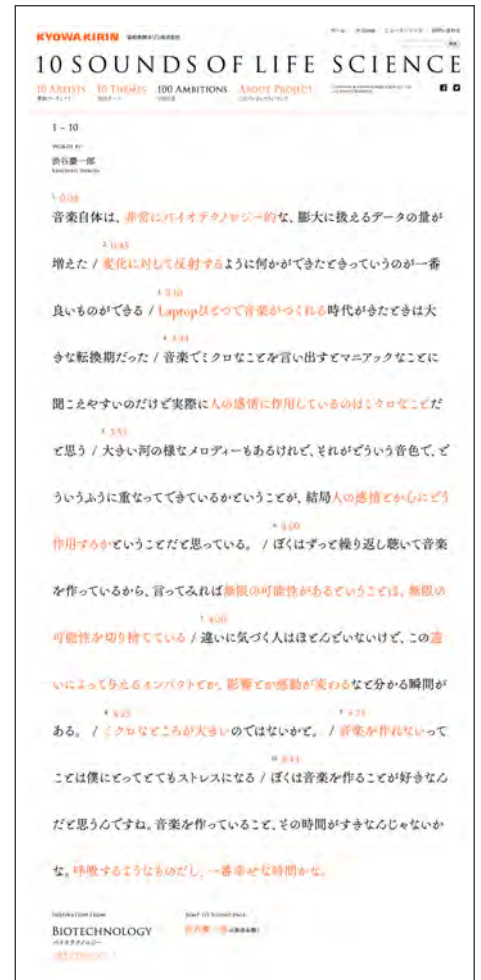 KYOWA KIRIN
10 SOUNDS OF LIFE SCIENCE
10 ARTISTS 10 THEMES 100 AMBITIONS ABOUT PROJECT
1 - 10
WORDS BY
渋谷慶一郎
1 0:08
音楽自体は、非常にバイオテクノロジー的な、膨大に扱えるデータの量が
2 0:45
増えた / 変化に対して反射するように何かができたときっていうのが一番
良いものができる / Laptopひとつで音楽がつくれる時代がきたときは大
きな転換期だった / 音楽でミクロなことを言い出すとマニアックなことに
聞こえやすいのだけど実際に人の感情に作用しているのはミクロなことだ
と思う / 大きい河の様なメロディーもあるけれど、それがどういう音色で、ど
ういうふうに重なってできているかということが、結局人の感情とか心にどう
作用するかということだと思っている。 / ぼくはずっと繰り返し聴いて音楽
を作っているから、言ってみれば無限の可能性があるということは、無限の
可能性を切り捨てている / 違いに気づく人はほとんどいないけど、この違
いによって与えるインパクトとか、影響とか感動が変わるなと分かる瞬間が
ある。 / ミクロなところが大きいのではないかと。 / 音楽を作れないって
ことは僕にとってとてもストレスになる / ぼくは音楽を作ることが好きなん
だと思うんですね。音楽を作っていること、その時間がすきなんじゃないか
な。呼吸するようなものだし、一番幸せな時間かな。
BIOTECHNOLOGY
バイオテクノロジー